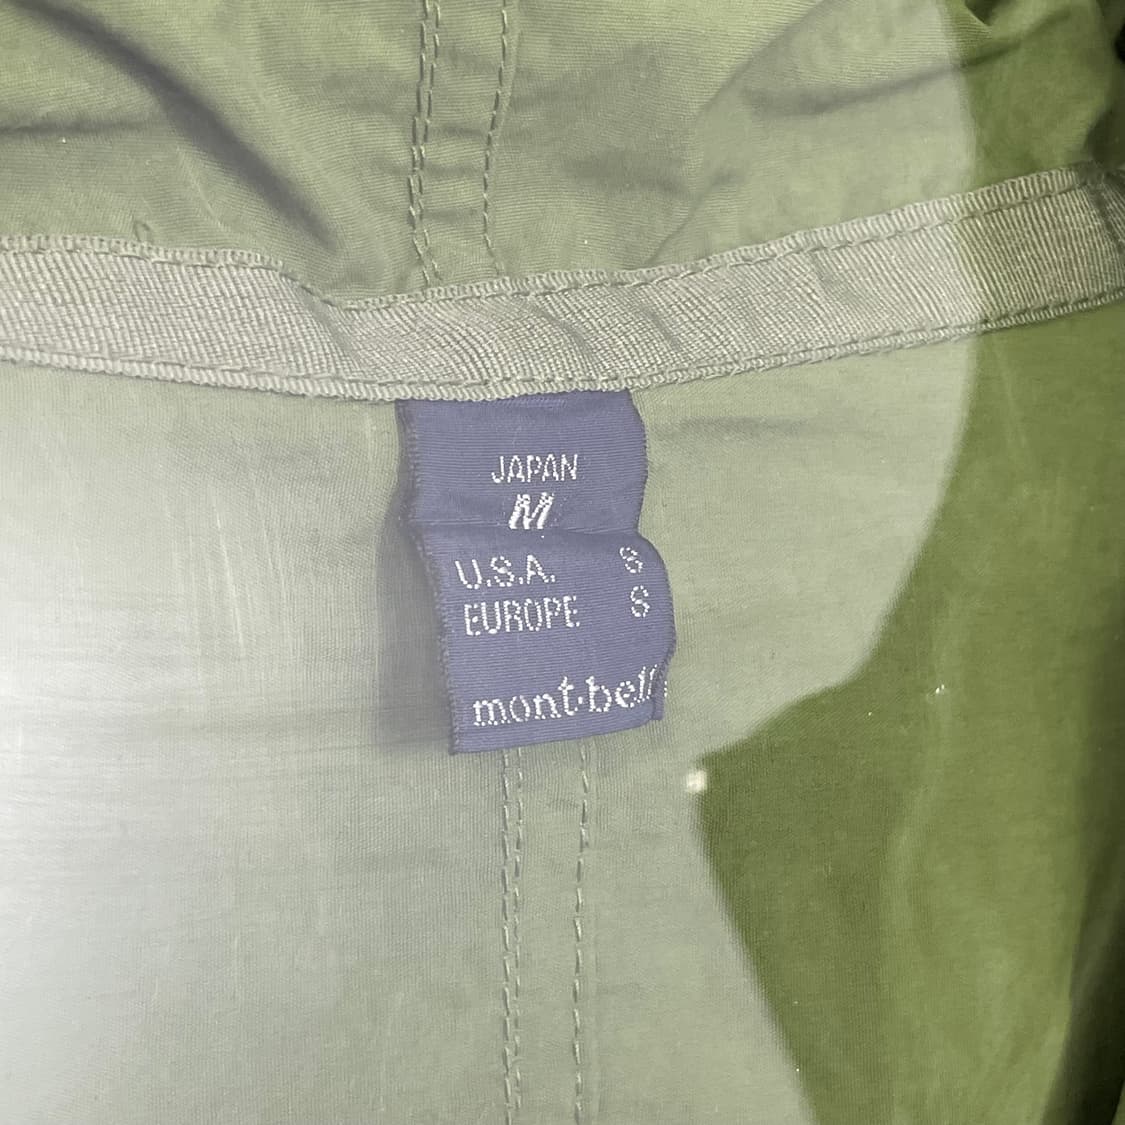 JAPAN
M
U.S.A. S
EUROPE S
mont-bell